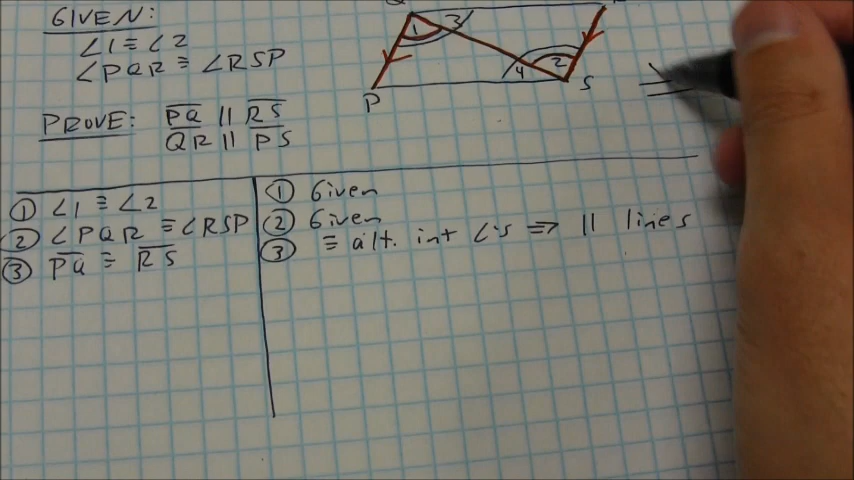 GIVEN:
∠1 ≅ ∠2
∠PQR ≅ ∠RSP
PROVE: PQ || RS
QR || PS
1 3
4 2
P S
① ∠1 ≅ ∠2
② ∠PQR ≅ ∠RSP
③ PQ ≅ RS
① Given
② Given
③ ≅ alt. int ∠'s ⇒ || lines